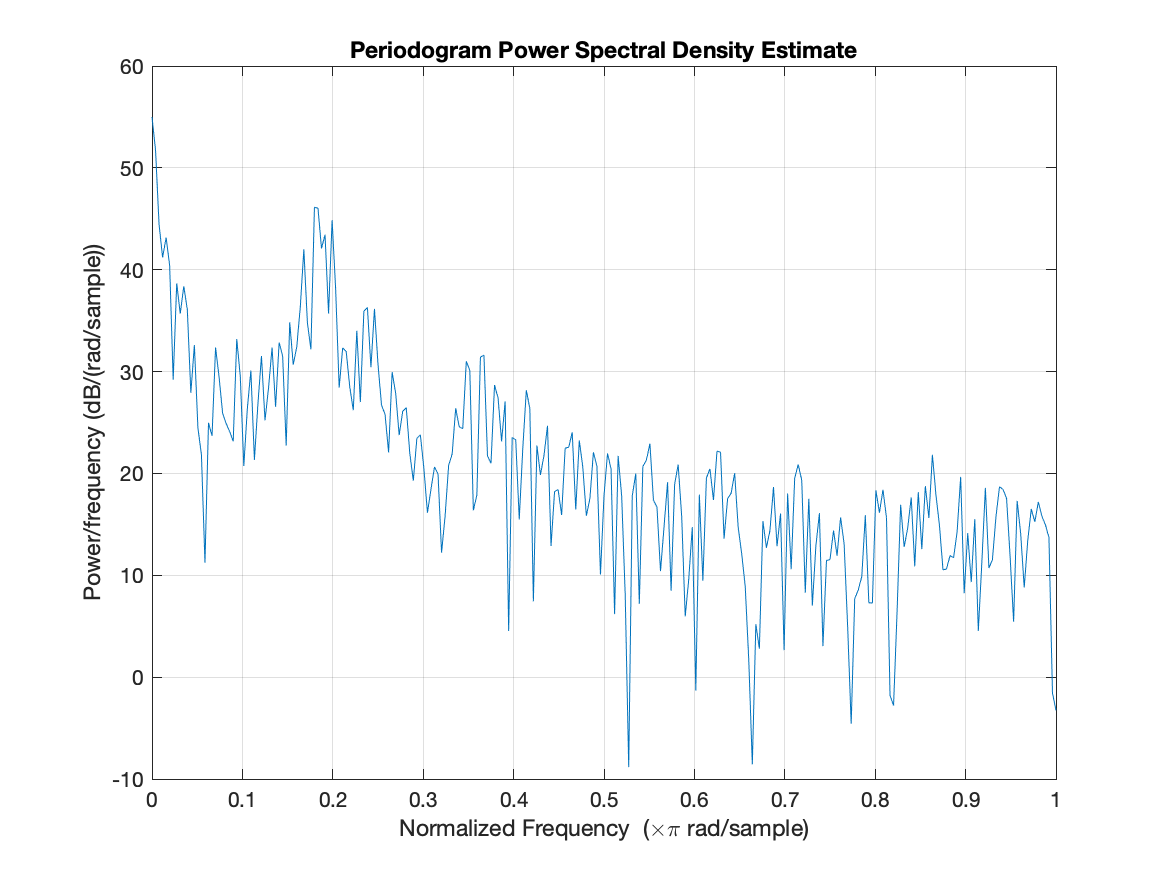 Periodogram Power Spectral Density Estimate
60
50
40
30
20
10
0
-10
Power/frequency (dB/(rad/sample))
0 0.1 0.2 0.3 0.4 0.5 0.6 0.7 0.8 0.9 1
Normalized Frequency (×π rad/sample)